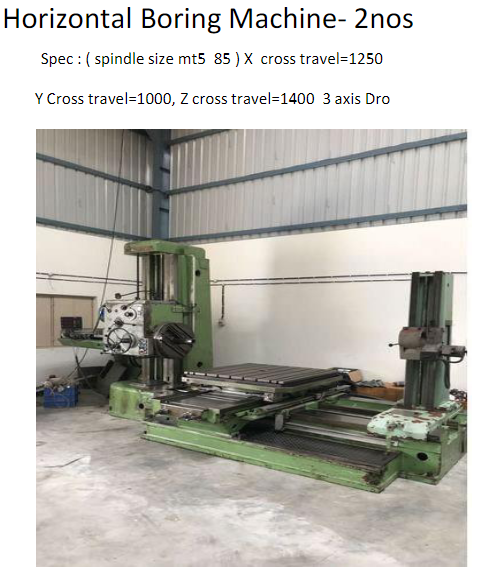 Horizontal Boring Machine- 2nos
Spec : ( spindle size mt5  85 ) X  cross travel=1250
Y Cross travel=1000, Z cross travel=1400  3 axis Dro